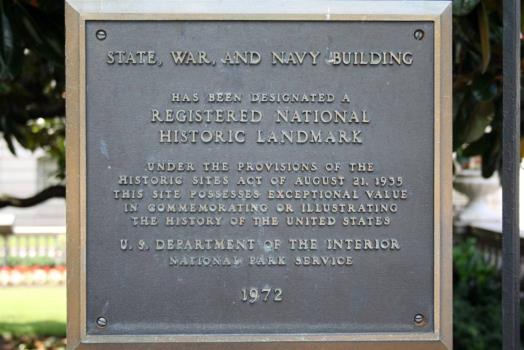 STATE, WAR, AND NAVY BUILDING
HAS BEEN DESIGNATED A
REGISTERED NATIONAL
HISTORIC LANDMARK
UNDER THE PROVISIONS OF THE
HISTORIC SITES ACT OF AUGUST 21, 1935
THIS SITE POSSESSES EXCEPTIONAL VALUE
IN COMMEMORATING OR ILLUSTRATING
THE HISTORY OF THE UNITED STATES
U. S. DEPARTMENT OF THE INTERIOR
NATIONAL PARK SERVICE
1972